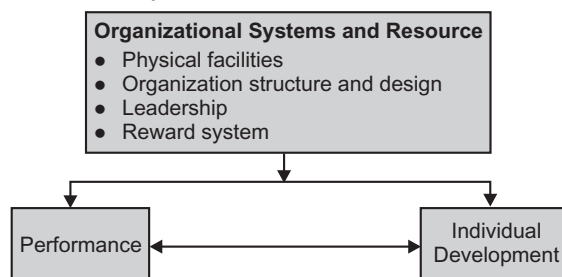 Organizational Systems and Resource
● Physical facilities
● Organization structure and design
● Leadership
● Reward system
Performance
Individual
Development